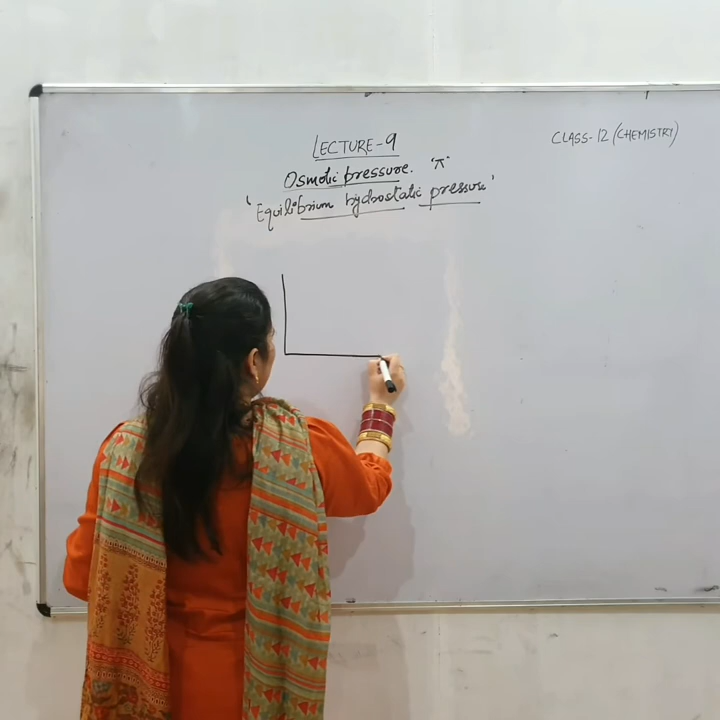 LECTURE-9
CLASS-12 (CHEMISTRY)
Osmotic pressure. "π"
'Equilibrium hydrostatic pressure'